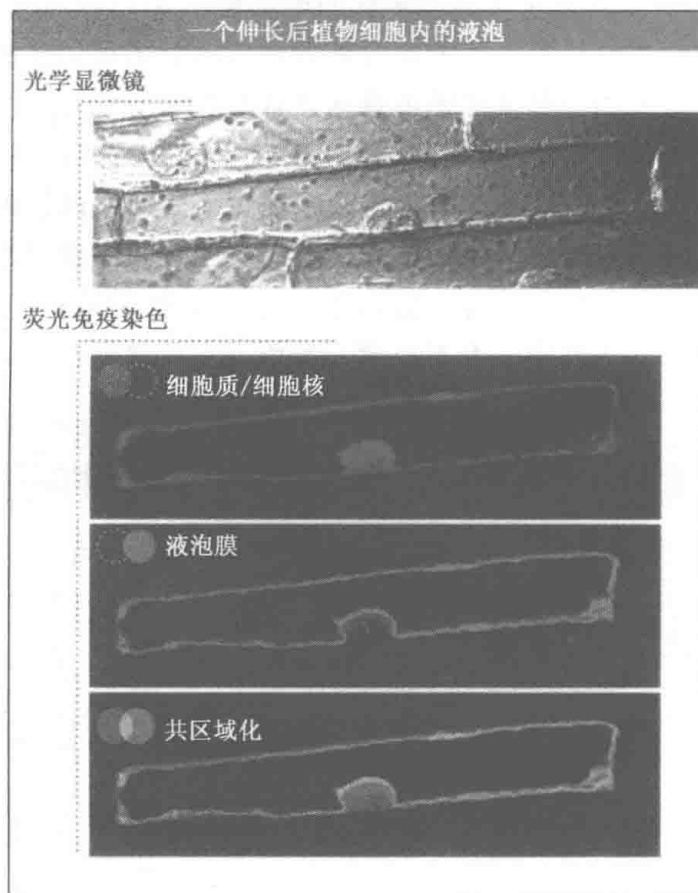 一个伸长后植物细胞内的液泡
光学显微镜
荧光免疫染色
细胞质/细胞核
液泡膜
共区域化